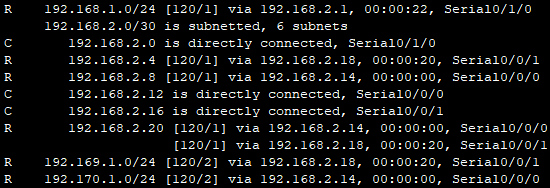 R 192.168.1.0/24 [120/1] via 192.168.2.1, 00:00:22, Serial0/1/0
192.168.2.0/30 is subnetted, 6 subnets
C 192.168.2.0 is directly connected, Serial0/1/0
R 192.168.2.4 [120/1] via 192.168.2.18, 00:00:20, Serial0/0/1
R 192.168.2.8 [120/1] via 192.168.2.14, 00:00:00, Serial0/0/0
C 192.168.2.12 is directly connected, Serial0/0/0
C 192.168.2.16 is directly connected, Serial0/0/1
R 192.168.2.20 [120/1] via 192.168.2.14, 00:00:00, Serial0/0/0
[120/1] via 192.168.2.18, 00:00:20, Serial0/0/1
R 192.169.1.0/24 [120/2] via 192.168.2.18, 00:00:20, Serial0/0/1
R 192.170.1.0/24 [120/2] via 192.168.2.14, 00:00:00, Serial0/0/0